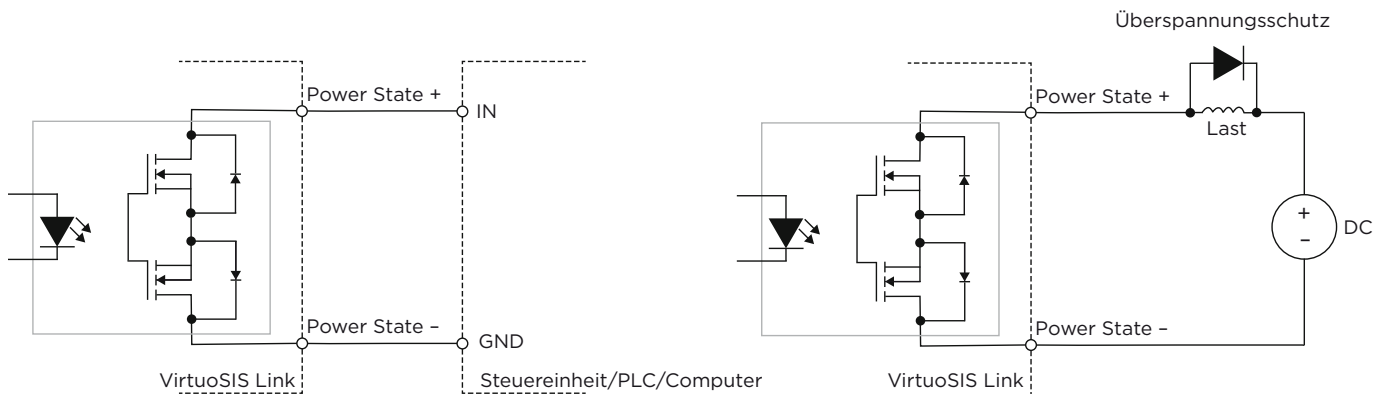 Überspannungsschutz
Power State +
IN
Power State +
Last
+
–
DC
Power State –
GND
Power State –
VirtuoSIS Link
Steuereinheit/PLC/Computer
VirtuoSIS Link